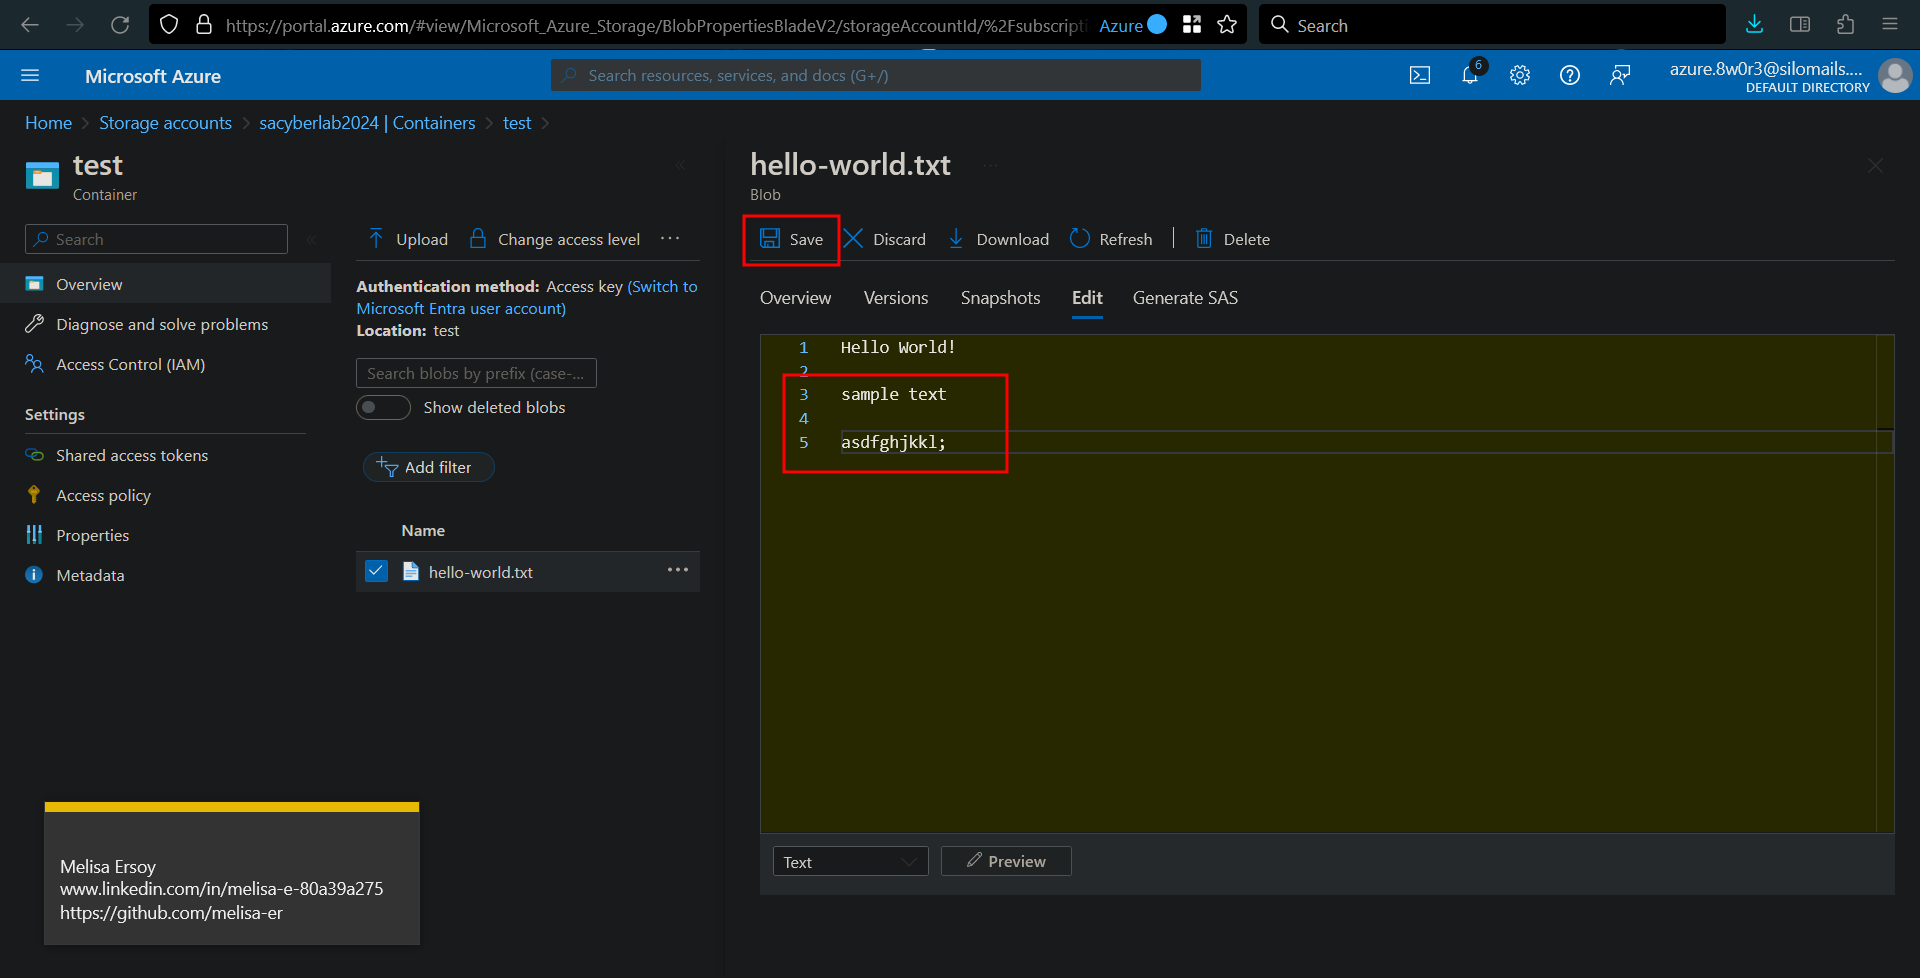 https://portal.azure.com/#view/Microsoft_Azure_Storage/BlobPropertiesBladeV2/storageAccountId/%2Fsubscripti
Azure
Search
Microsoft Azure
Search resources, services, and docs (G+/)
6
azure.8w0r3@silomails....
DEFAULT DIRECTORY
Home > Storage accounts > sacyberlab2024 | Containers > test >
test
Container
Search
Overview
Diagnose and solve problems
Access Control (IAM)
Settings
Shared access tokens
Access policy
Properties
Metadata
Upload
Change access level
...
Authentication method: Access key (Switch to
Microsoft Entra user account)
Location: test
Search blobs by prefix (case-...
Show deleted blobs
Add filter
Name
hello-world.txt
...
hello-world.txt
...
Blob
Save
Discard
Download
Refresh
Delete
Overview
Versions
Snapshots
Edit
Generate SAS
1 Hello World!
2
3 sample text
4
5 asdfghjkkl;
Text
Preview
Melisa Ersoy
www.linkedin.com/in/melisa-e-80a39a275
https://github.com/melisa-er